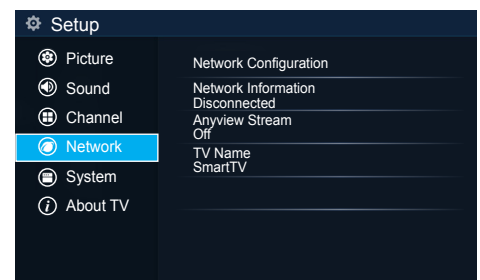 Setup
Picture
Sound
Channel
Network
System
About TV
Network Configuration
Network Information
Disconnected
Anyview Stream
Off
TV Name
SmartTV